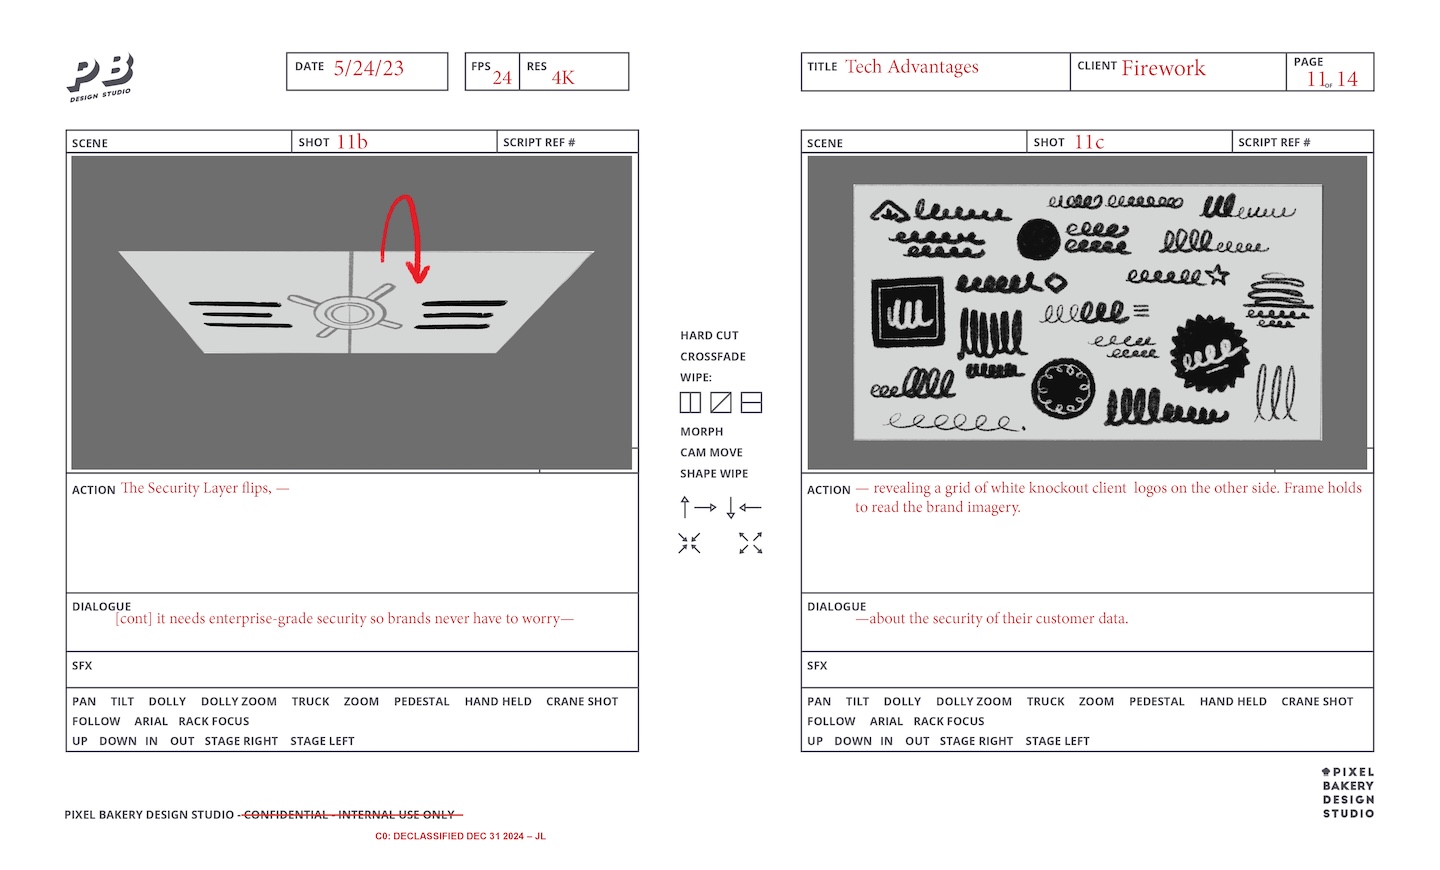 PB
DESIGN STUDIO
DATE 5/24/23
FPS 24
RES 4K
TITLE Tech Advantages
CLIENT Firework
PAGE 11 OF 14
SCENE
SHOT 11b
SCRIPT REF #
ACTION The Security Layer flips, —
DIALOGUE
[cont] it needs enterprise-grade security so brands never have to worry—
SFX
PAN TILT DOLLY DOLLY ZOOM TRUCK ZOOM PEDESTAL HAND HELD CRANE SHOT
FOLLOW ARIAL RACK FOCUS
UP DOWN IN OUT STAGE RIGHT STAGE LEFT
HARD CUT
CROSSFADE
WIPE:
MORPH
CAM MOVE
SHAPE WIPE
SCENE
SHOT 11c
SCRIPT REF #
ACTION — revealing a grid of white knockout client logos on the other side. Frame holds
to read the brand imagery.
DIALOGUE
—about the security of their customer data.
SFX
PAN TILT DOLLY DOLLY ZOOM TRUCK ZOOM PEDESTAL HAND HELD CRANE SHOT
FOLLOW ARIAL RACK FOCUS
UP DOWN IN OUT STAGE RIGHT STAGE LEFT
PIXEL BAKERY DESIGN STUDIO - CONFIDENTIAL - INTERNAL USE ONLY
C0: DECLASSIFIED DEC 31 2024 – JL
PIXEL
BAKERY
DESIGN
STUDIO